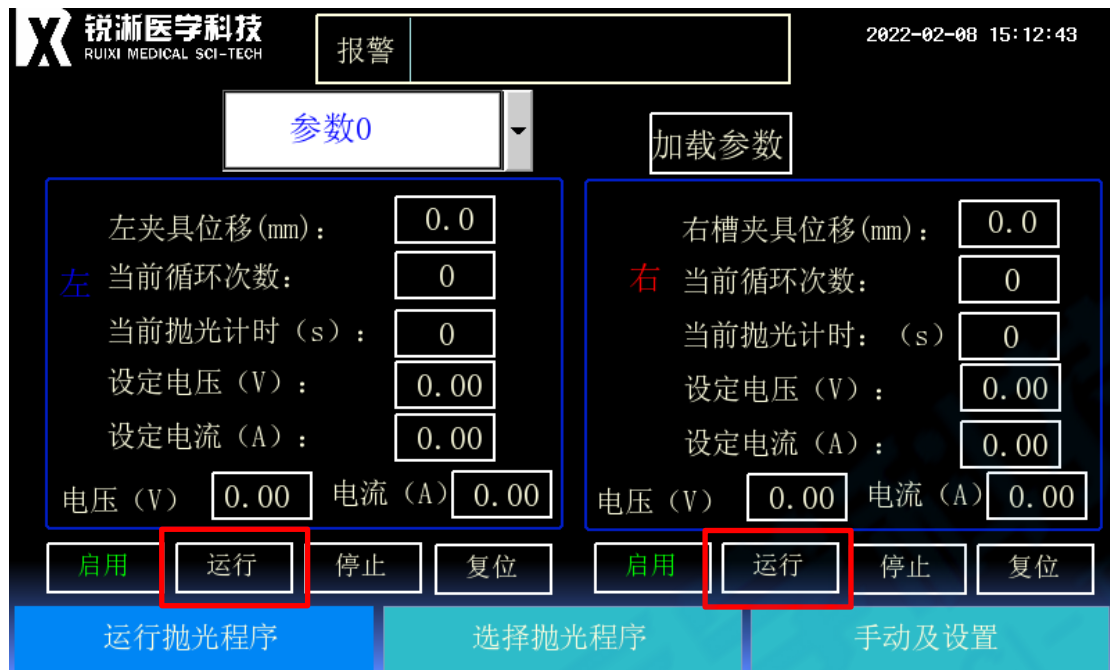 锐浙医学科技
RUIXI MEDICAL SCI-TECH
报警
2022-02-08 15:12:43
参数0
加载参数
左
左夹具位移(mm): 0.0
当前循环次数: 0
当前抛光计时（s）: 0
设定电压（V）: 0.00
设定电流（A）: 0.00
电压（V） 0.00 电流（A） 0.00
右
右槽夹具位移(mm): 0.0
当前循环次数: 0
当前抛光计时: （s） 0
设定电压（V）: 0.00
设定电流（A）: 0.00
电压（V） 0.00 电流（A） 0.00
启用 运行 停止 复位 启用 运行 停止 复位
运行抛光程序 选择抛光程序 手动及设置